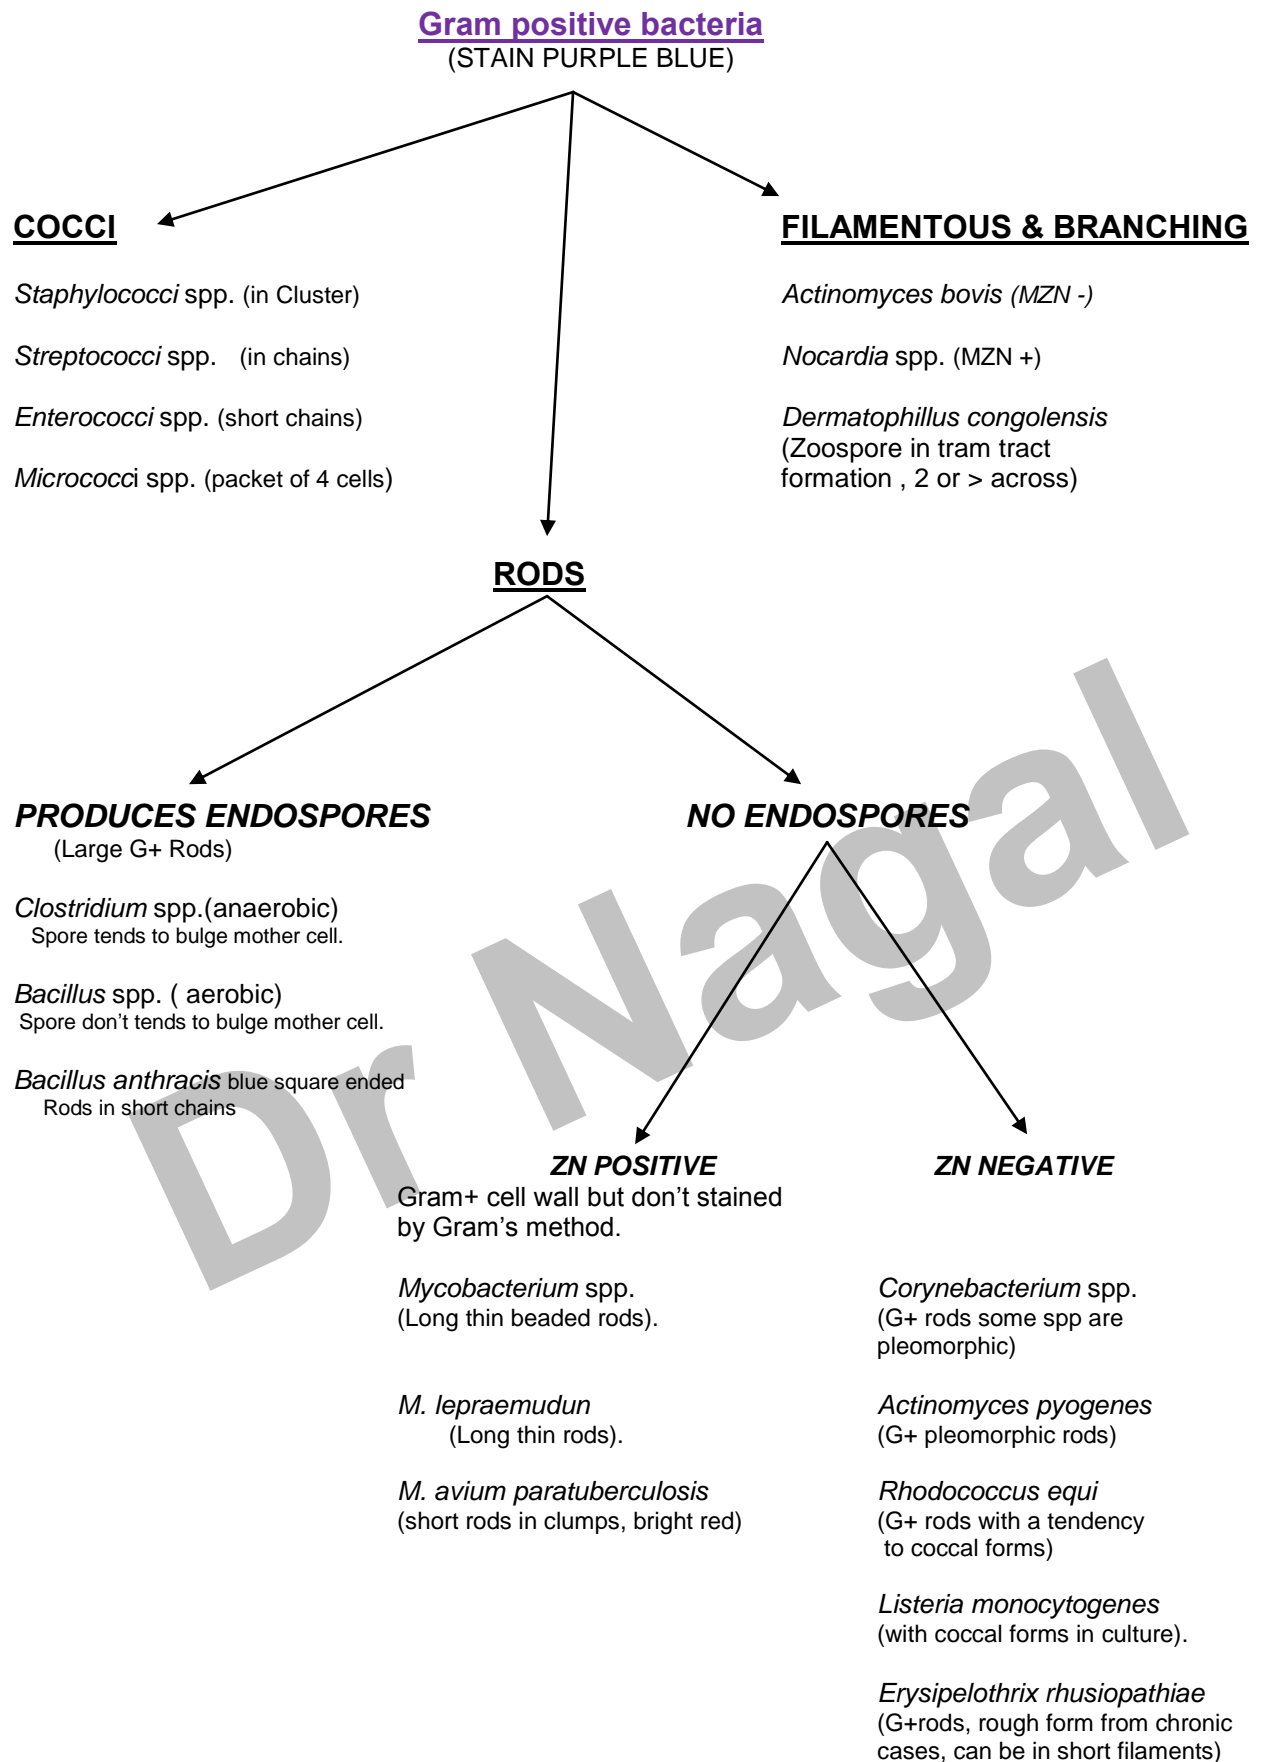 Gram positive bacteria
(STAIN PURPLE BLUE)
COCCI
Staphylococci spp. (in Cluster)
Streptococci spp. (in chains)
Enterococci spp. (short chains)
Micrococci spp. (packet of 4 cells)
FILAMENTOUS & BRANCHING
Actinomyces bovis (MZN -)
Nocardia spp. (MZN +)
Dermatophillus congolensis
(Zoospore in tram tract
formation , 2 or > across)
RODS
PRODUCES ENDOSPORES
(Large G+ Rods)
Clostridium spp.(anaerobic)
Spore tends to bulge mother cell.
Bacillus spp. ( aerobic)
Spore don’t tends to bulge mother cell.
Bacillus anthracis blue square ended
Rods in short chains
NO ENDOSPORES
ZN POSITIVE
Gram+ cell wall but don’t stained
by Gram’s method.
Mycobacterium spp.
(Long thin beaded rods).
M. lepraemudun
(Long thin rods).
M. avium paratuberculosis
(short rods in clumps, bright red)
ZN NEGATIVE
Corynebacterium spp.
(G+ rods some spp are
pleomorphic)
Actinomyces pyogenes
(G+ pleomorphic rods)
Rhodococcus equi
(G+ rods with a tendency
to coccal forms)
Listeria monocytogenes
(with coccal forms in culture).
Erysipelothrix rhusiopathiae
(G+rods, rough form from chronic
cases, can be in short filaments)
Dr Nagal